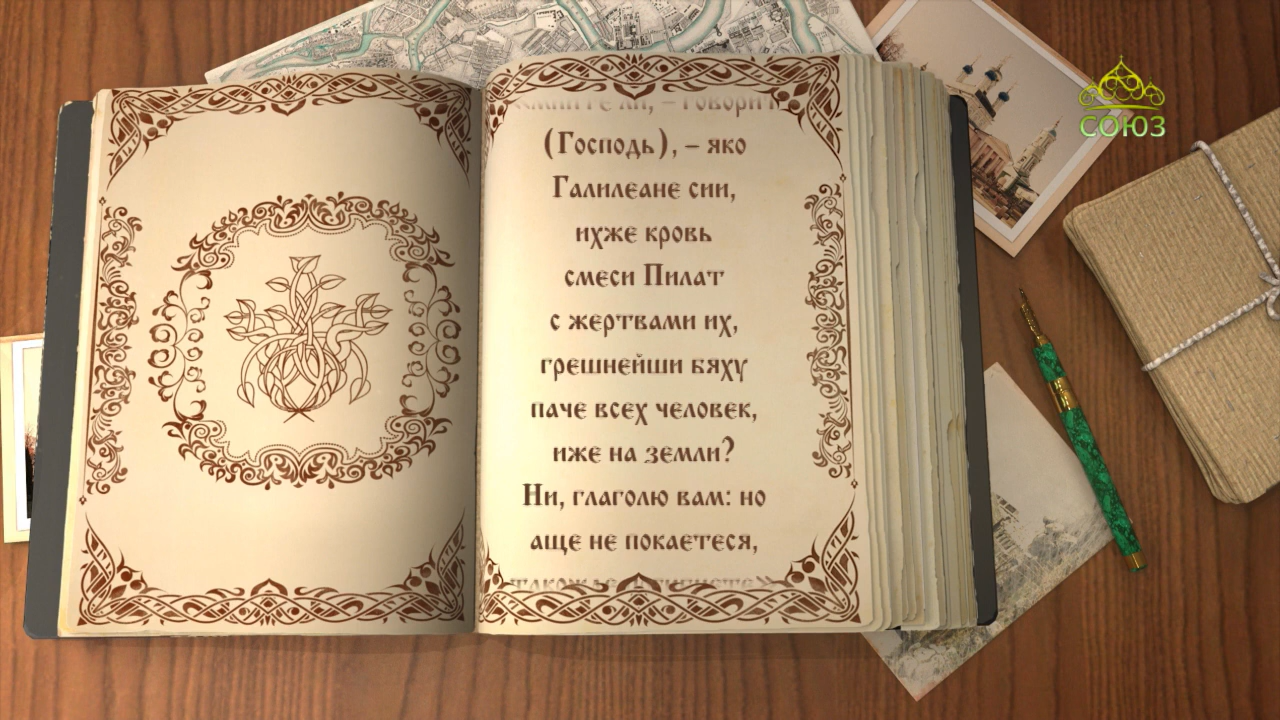 говорит
(Господь), – яко
Галилеане сии,
ихже кровь
смеси Пилат
с жертвами их,
грешнейши бяху
паче всех человек,
иже на земли?
Ни, глаголю вам: но
аще не покаетеся,
СОЮЗ